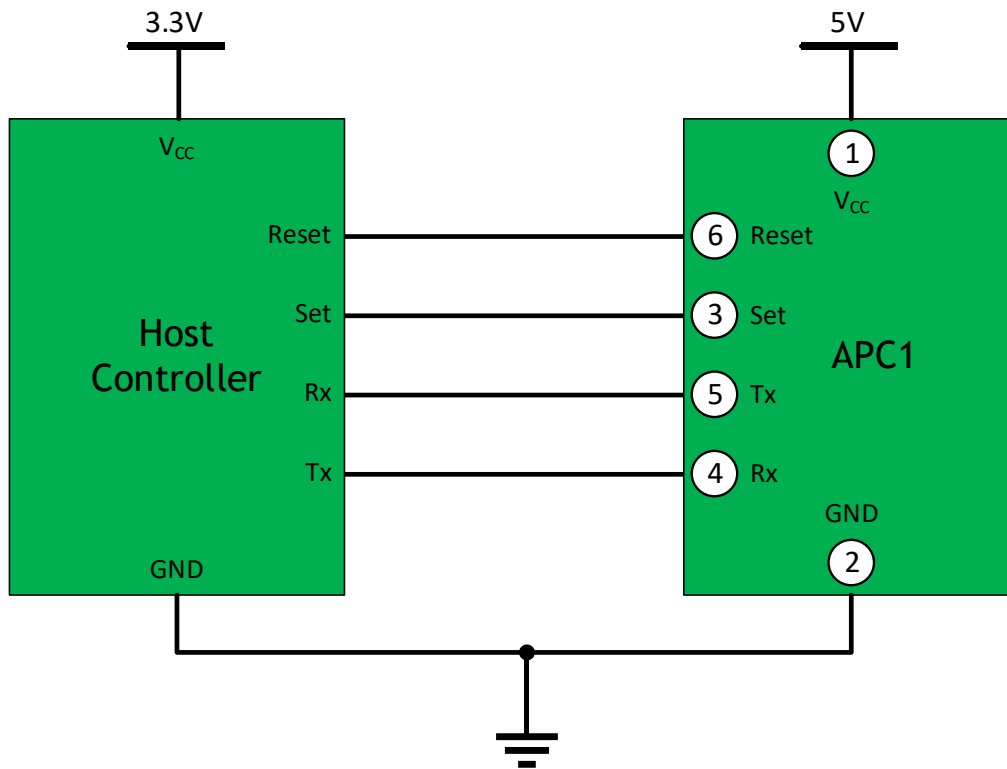 3.3V
5V
VCC
1
VCC
Reset
6
Reset
Set
3
Set
Host
Controller
APC1
Rx
5
Tx
Tx
4
Rx
GND
GND
2